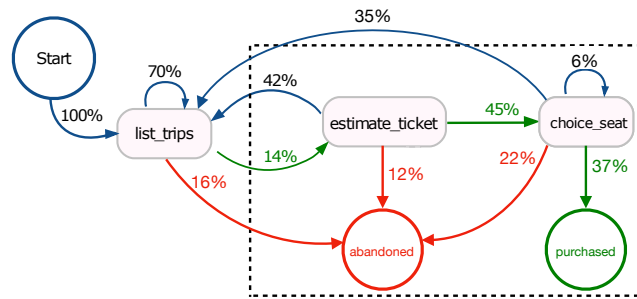 35%
Start
70%
6%
42%
100%
45%
list_trips
estimate_ticket
choice_seat
14%
22%
37%
16%
12%
abandoned
purchased